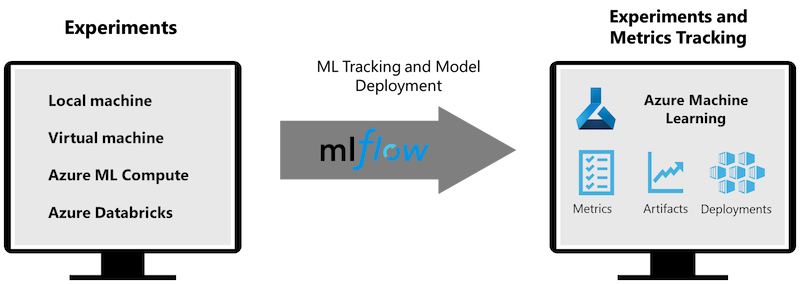 Experiments
Local machine
Virtual machine
Azure ML Compute
Azure Databricks
ML Tracking and Model
Deployment
mlflow
Experiments and
Metrics Tracking
Azure Machine
Learning
Metrics
Artifacts
Deployments